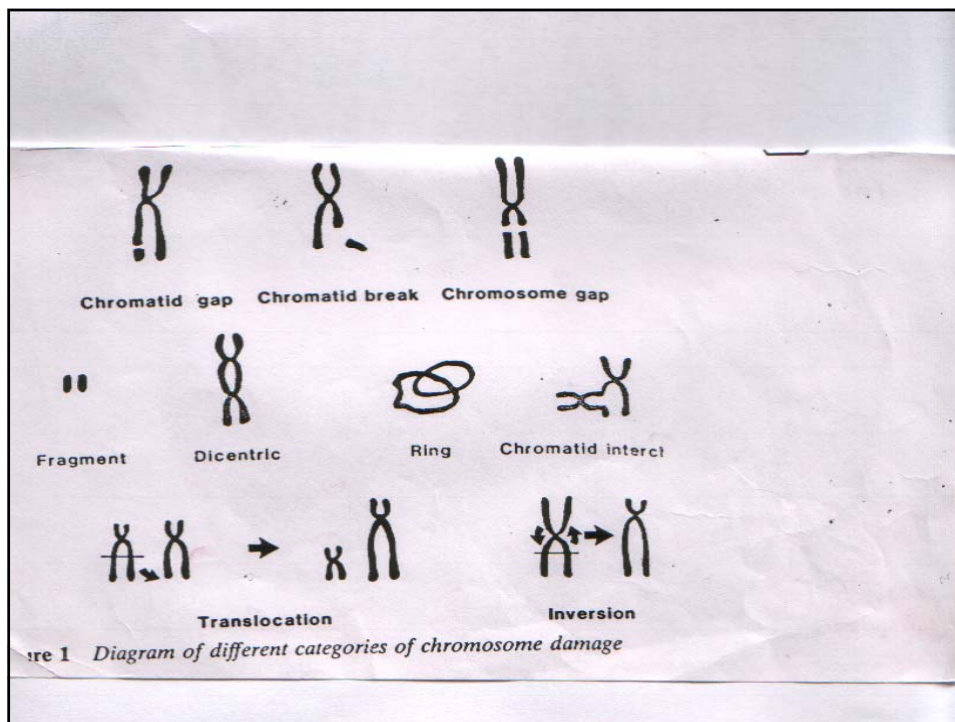 Chromatid gap Chromatid break Chromosome gap
Fragment Dicentric Ring Chromatid interc
Translocation Inversion
ure 1 Diagram of different categories of chromosome damage